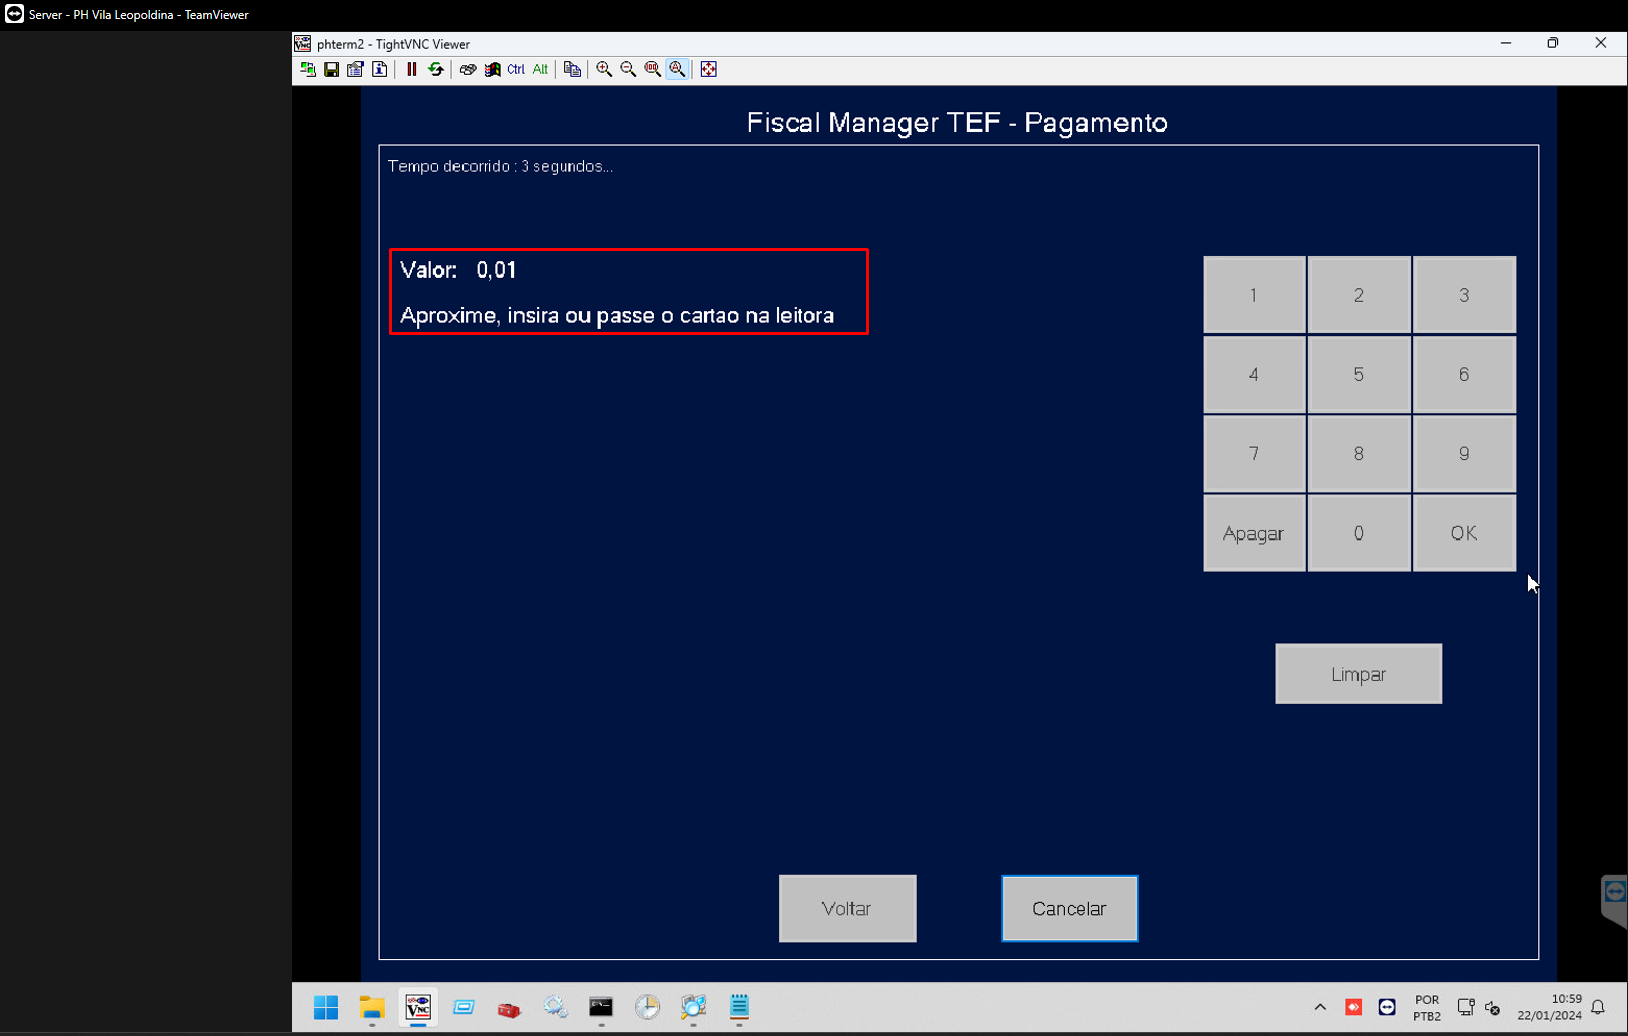 Server - PH Vila Leopoldina - TeamViewer
phterm2 - TightVNC Viewer
Ctrl Alt
Fiscal Manager TEF - Pagamento
Tempo decorrido : 3 segundos...
Valor: 0,01
Aproxime, insira ou passe o cartao na leitora
1 2 3
4 5 6
7 8 9
Apagar 0 OK
Limpar
Voltar Cancelar
POR
PTB2
10:59
22/01/2024